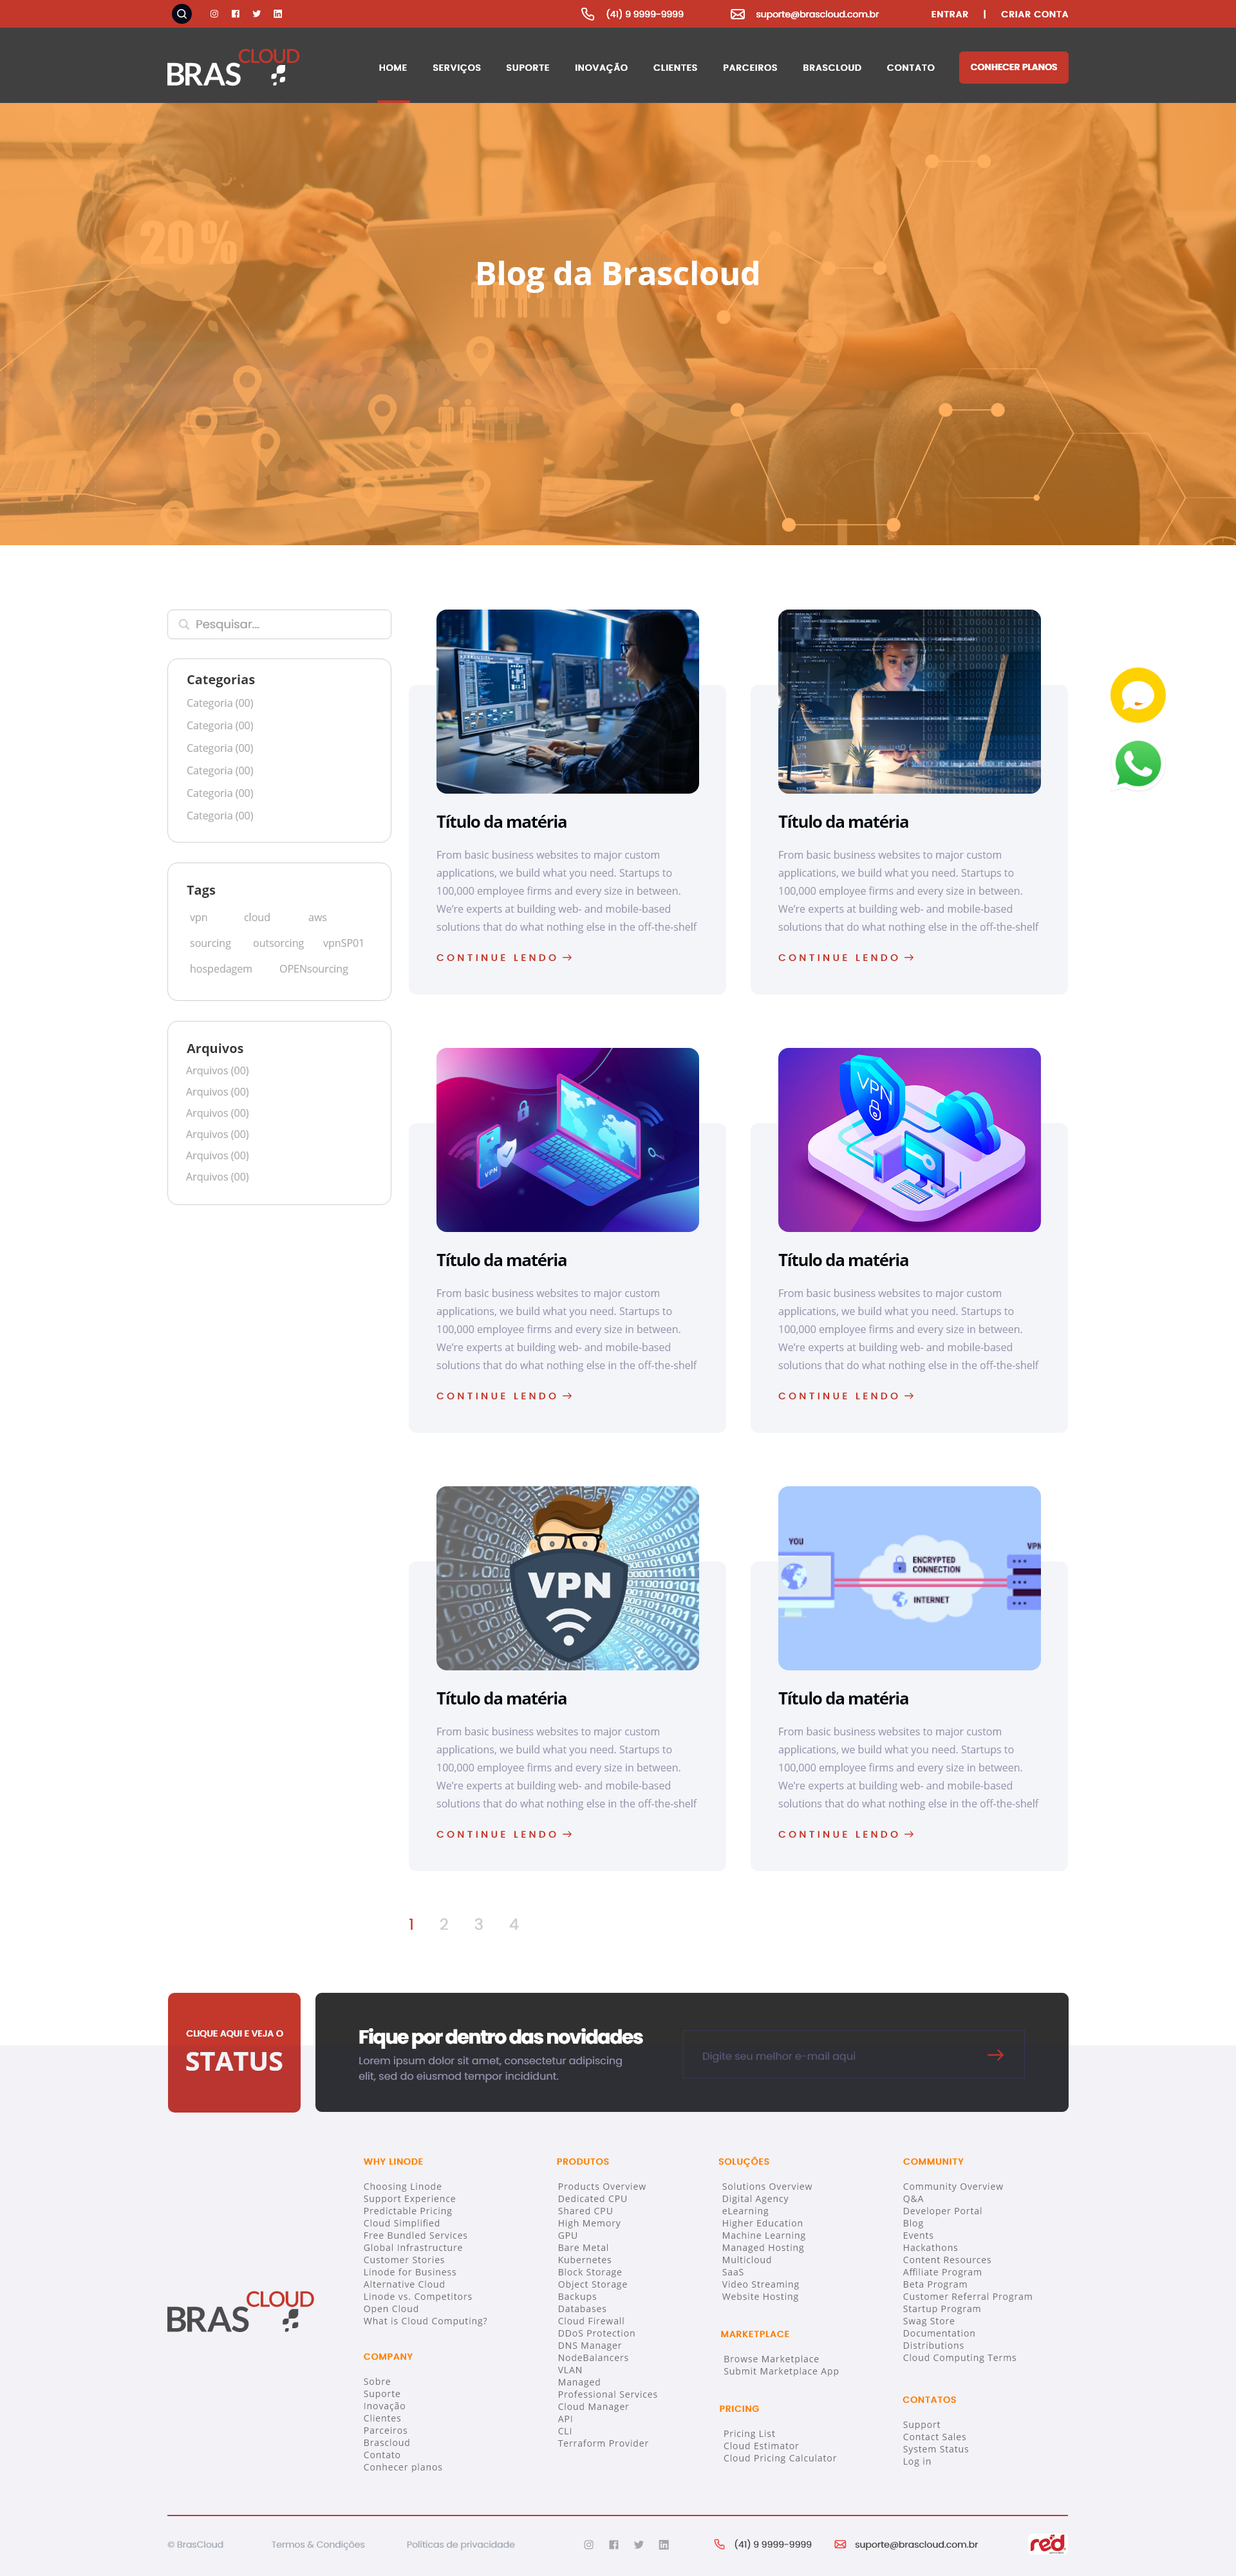 (41) 9 9999-9999
suporte@brascloud.com.br
ENTRAR | CRIAR CONTA
BRASCLOUD
HOME
SERVIÇOS
SUPORTE
INOVAÇÃO
CLIENTES
PARCEIROS
BRASCLOUD
CONTATO
CONHECER PLANOS
20%
Blog da Brascloud
Pesquisar...
Categorias
Categoria (00)
Categoria (00)
Categoria (00)
Categoria (00)
Categoria (00)
Categoria (00)
Tags
vpn cloud aws
sourcing outsorcing vpnSP01
hospedagem OPENsourcing
Arquivos
Arquivos (00)
Arquivos (00)
Arquivos (00)
Arquivos (00)
Arquivos (00)
Arquivos (00)
Título da matéria
From basic business websites to major custom
applications, we build what you need. Startups to
100,000 employee firms and every size in between.
We’re experts at building web- and mobile-based
solutions that do what nothing else in the off-the-shelf
CONTINUE LENDO
Título da matéria
From basic business websites to major custom
applications, we build what you need. Startups to
100,000 employee firms and every size in between.
We’re experts at building web- and mobile-based
solutions that do what nothing else in the off-the-shelf
CONTINUE LENDO
VPN
Título da matéria
From basic business websites to major custom
applications, we build what you need. Startups to
100,000 employee firms and every size in between.
We’re experts at building web- and mobile-based
solutions that do what nothing else in the off-the-shelf
CONTINUE LENDO
VPN
Título da matéria
From basic business websites to major custom
applications, we build what you need. Startups to
100,000 employee firms and every size in between.
We’re experts at building web- and mobile-based
solutions that do what nothing else in the off-the-shelf
CONTINUE LENDO
VPN
Título da matéria
From basic business websites to major custom
applications, we build what you need. Startups to
100,000 employee firms and every size in between.
We’re experts at building web- and mobile-based
solutions that do what nothing else in the off-the-shelf
CONTINUE LENDO
YOU
ENCRYPTED
CONNECTION
INTERNET
VPN
Título da matéria
From basic business websites to major custom
applications, we build what you need. Startups to
100,000 employee firms and every size in between.
We’re experts at building web- and mobile-based
solutions that do what nothing else in the off-the-shelf
CONTINUE LENDO
1 2 3 4
CLIQUE AQUI E VEJA O
STATUS
Fique por dentro das novidades
Lorem ipsum dolor sit amet, consectetur adipiscing
elit, sed do eiusmod tempor incididunt.
Digite seu melhor e-mail aqui
BRASCLOUD
WHY LINODE
Choosing Linode
Support Experience
Predictable Pricing
Cloud Simplified
Free Bundled Services
Global Infrastructure
Customer Stories
Linode for Business
Alternative Cloud
Linode vs. Competitors
Open Cloud
What is Cloud Computing?
COMPANY
Sobre
Suporte
Inovação
Clientes
Parceiros
Brascloud
Contato
Conhecer planos
PRODUTOS
Products Overview
Dedicated CPU
Shared CPU
High Memory
GPU
Bare Metal
Kubernetes
Block Storage
Object Storage
Backups
Databases
Cloud Firewall
DDoS Protection
DNS Manager
NodeBalancers
VLAN
Managed
Professional Services
Cloud Manager
API
CLI
Terraform Provider
SOLUÇÕES
Solutions Overview
Digital Agency
eLearning
Higher Education
Machine Learning
Managed Hosting
Multicloud
SaaS
Video Streaming
Website Hosting
MARKETPLACE
Browse Marketplace
Submit Marketplace App
PRICING
Pricing List
Cloud Estimator
Cloud Pricing Calculator
COMMUNITY
Community Overview
Q&A
Developer Portal
Blog
Events
Hackathons
Content Resources
Affiliate Program
Beta Program
Customer Referral Program
Startup Program
Swag Store
Documentation
Distributions
Cloud Computing Terms
CONTATOS
Support
Contact Sales
System Status
Log in
© BrasCloud
Termos & Condições
Políticas de privacidade
(41) 9 9999-9999
suporte@brascloud.com.br
red